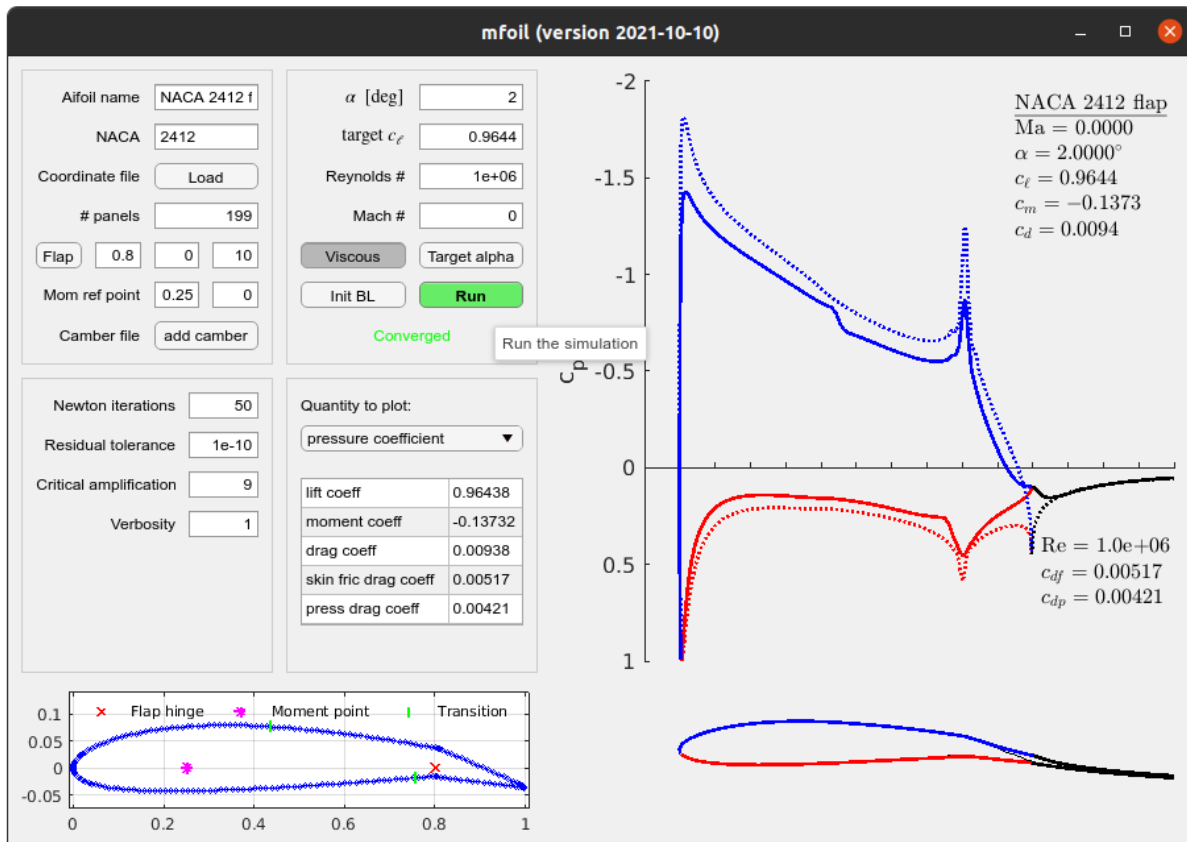 mfoil (version 2021-10-10)
Aifoil name NACA 2412 f
NACA 2412
Coordinate file Load
# panels 199
Flap 0.8 0 10
Mom ref point 0.25 0
Camber file add camber
α [deg] 2
target cℓ 0.9644
Reynolds # 1e+06
Mach # 0
Viscous Target alpha
Init BL Run
Converged
Run the simulation
Newton iterations 50
Residual tolerance 1e-10
Critical amplification 9
Verbosity 1
Quantity to plot:
pressure coefficient
lift coeff 0.96438
moment coeff -0.13732
drag coeff 0.00938
skin fric drag coeff 0.00517
press drag coeff 0.00421
-2
-1.5
-1
-0.5
0
0.5
1
cp
NACA 2412 flap
Ma = 0.0000
α = 2.0000°
cℓ = 0.9644
cm = −0.1373
cd = 0.0094
Re = 1.0e+06
cdf = 0.00517
cdp = 0.00421
Flap hinge Moment point Transition
0.1
0.05
0
-0.05
0 0.2 0.4 0.6 0.8 1